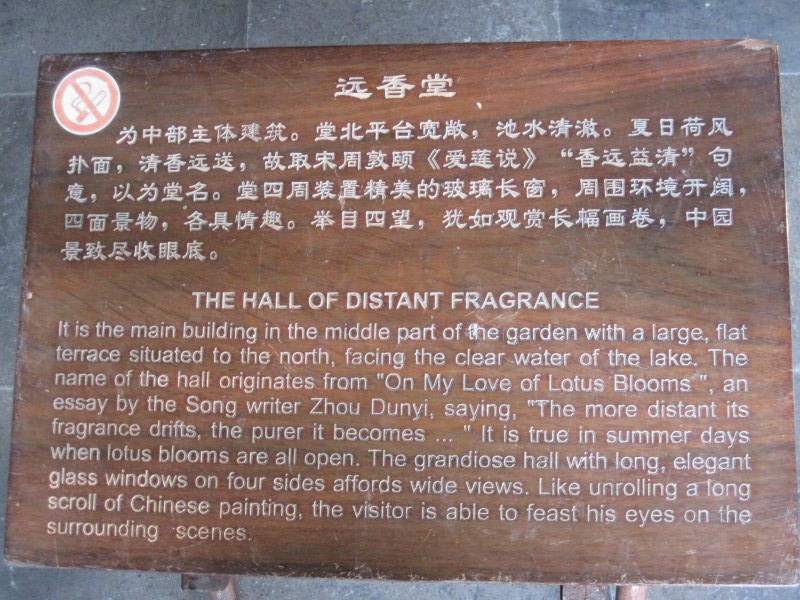 远香堂
为中部主体建筑。堂北平台宽敞，池水清澈。夏日荷风
扑面，清香远送，故取宋周敦颐《爱莲说》“香远益清”句
意，以为堂名。堂四周装置精美的玻璃长窗，周围环境开阔，
四面景物，各具情趣。举目四望，犹如观赏长幅画卷，中园
景致尽收眼底。
THE HALL OF DISTANT FRAGRANCE
It is the main building in the middle part of the garden with a large, flat
terrace situated to the north, facing the clear water of the lake. The
name of the hall originates from "On My Love of Lotus Blooms ", an
essay by the Song writer Zhou Dunyi, saying, "The more distant its
fragrance drifts, the purer it becomes ... " It is true in summer days
when lotus blooms are all open. The grandiose hall with long, elegant
glass windows on four sides affords wide views. Like unrolling a long
scroll of Chinese painting, the visitor is able to feast his eyes on the
surrounding scenes.